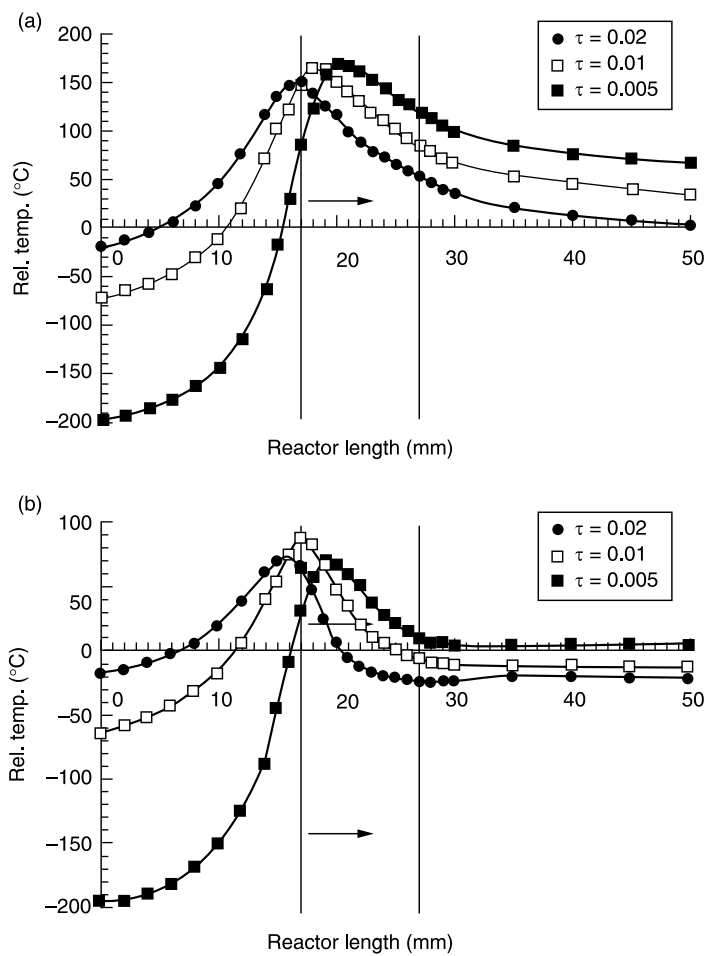 (a)
200
150
100
50
0
−50
−100
−150
−200
0 10 20 30 40 50
Rel. temp. (°C)
Reactor length (mm)
τ = 0.02
τ = 0.01
τ = 0.005
(b)
100
50
0
−50
−100
−150
−200
0 10 20 30 40 50
Rel. temp. (°C)
Reactor length (mm)
τ = 0.02
τ = 0.01
τ = 0.005